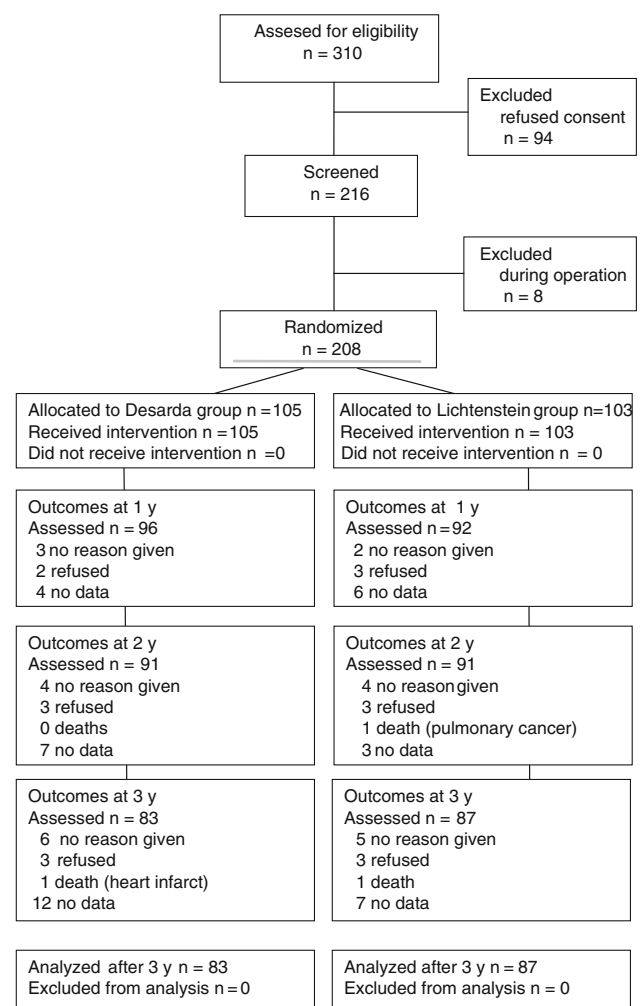 Assesed for eligibility
n = 310
Excluded
refused consent
n = 94
Screened
n = 216
Excluded
during operation
n = 8
Randomized
n = 208
Allocated to Desarda group n =105
Received intervention n =105
Did not receive intervention n =0
Allocated to Lichtenstein group n=103
Received intervention n = 103
Did not receive intervention n = 0
Outcomes at 1 y
Assessed n = 96
3 no reason given
2 refused
4 no data
Outcomes at 1 y
Assessed n=92
2 no reason given
3 refused
6 no data
Outcomes at 2 y
Assessed n = 91
4 no reason given
3 refused
0 deaths
7 no data
Outcomes at 2 y
Assessed n = 91
4 no reason given
3 refused
1 death (pulmonary cancer)
3 no data
Outcomes at 3 y
Assessed n = 83
6 no reason given
3 refused
1 death (heart infarct)
12 no data
Outcomes at 3 y
Assessed n = 87
5 no reason given
3 refused
1 death
7 no data
Analyzed after 3 y n = 83
Excluded from analysis n = 0
Analyzed after 3 y n = 87
Excluded from analysis n = 0